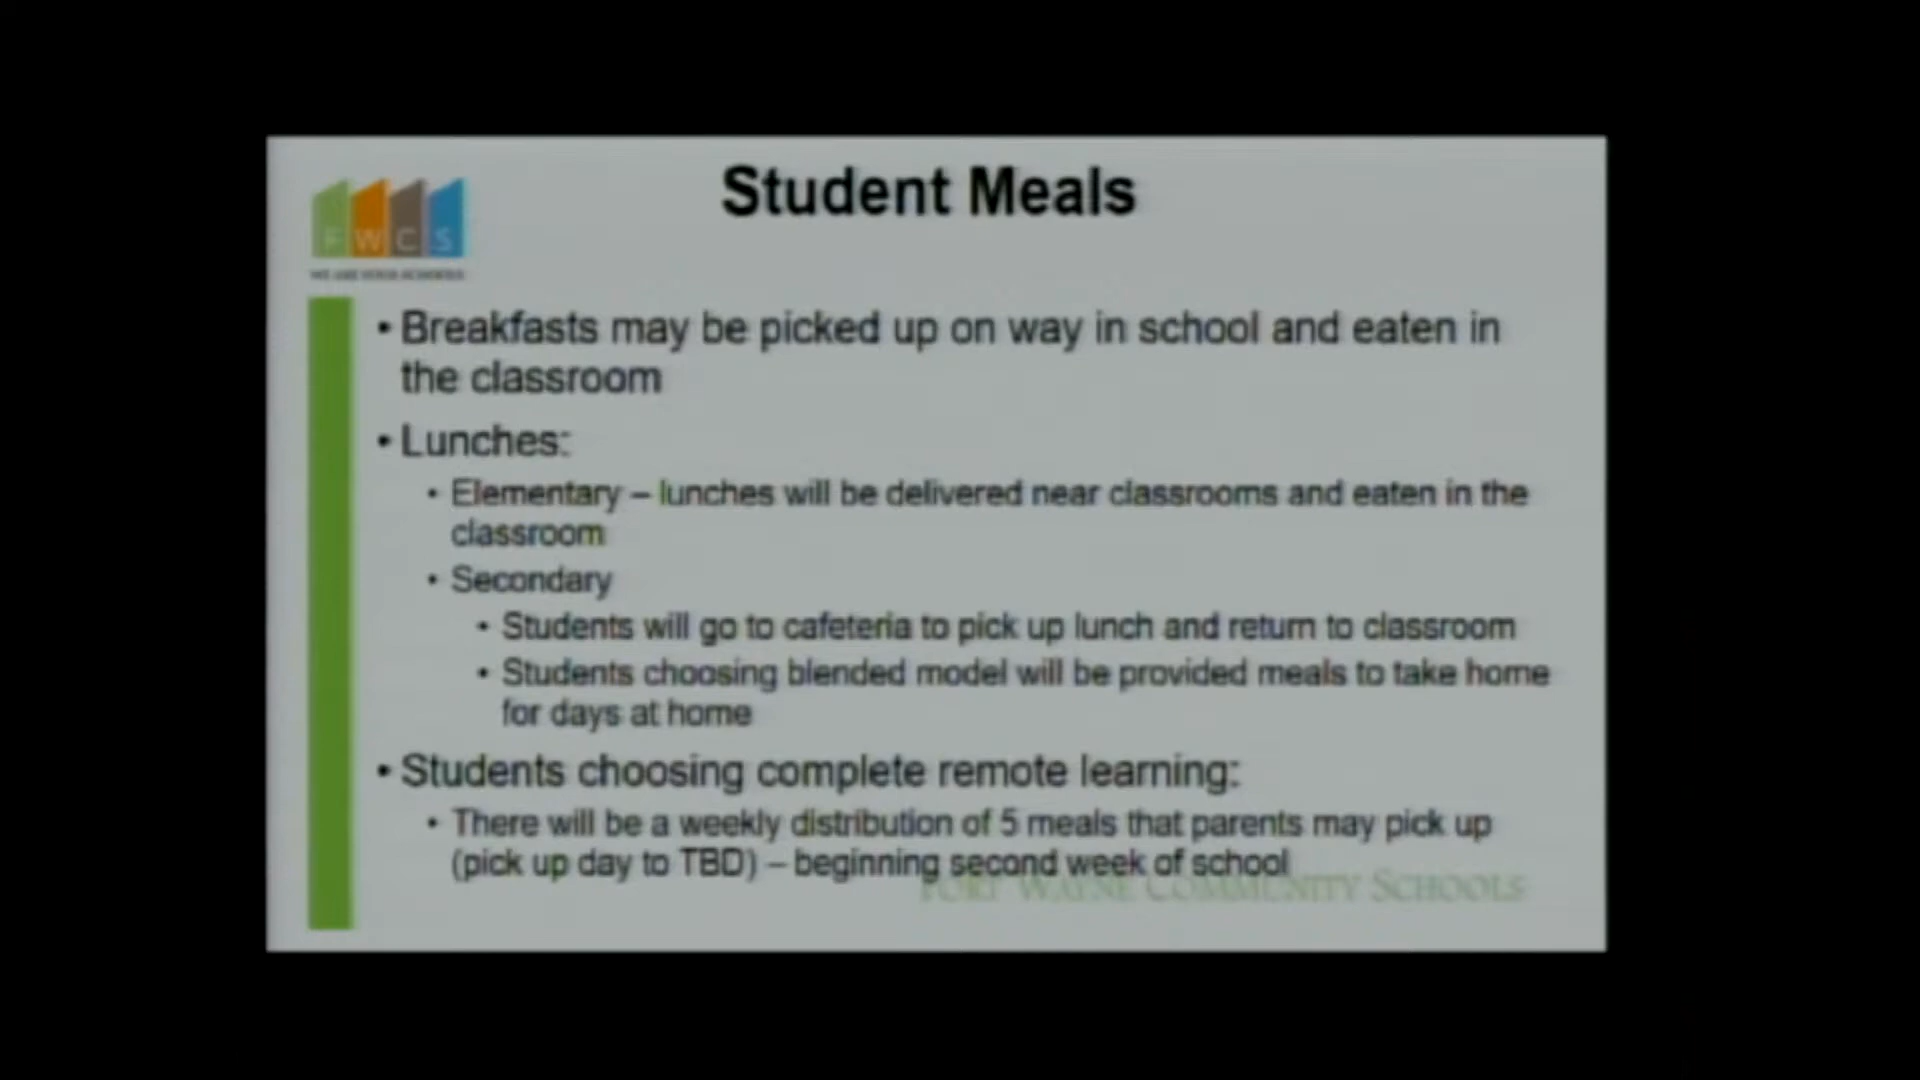 Student Meals
FWCS
WE ARE YOUR SCHOOLS
• Breakfasts may be picked up on way in school and eaten in
the classroom
• Lunches:
• Elementary – lunches will be delivered near classrooms and eaten in the
classroom
• Secondary
• Students will go to cafeteria to pick up lunch and return to classroom
• Students choosing blended model will be provided meals to take home
for days at home
• Students choosing complete remote learning:
• There will be a weekly distribution of 5 meals that parents may pick up
(pick up day to TBD) – beginning second week of school
FORT WAYNE COMMUNITY SCHOOLS